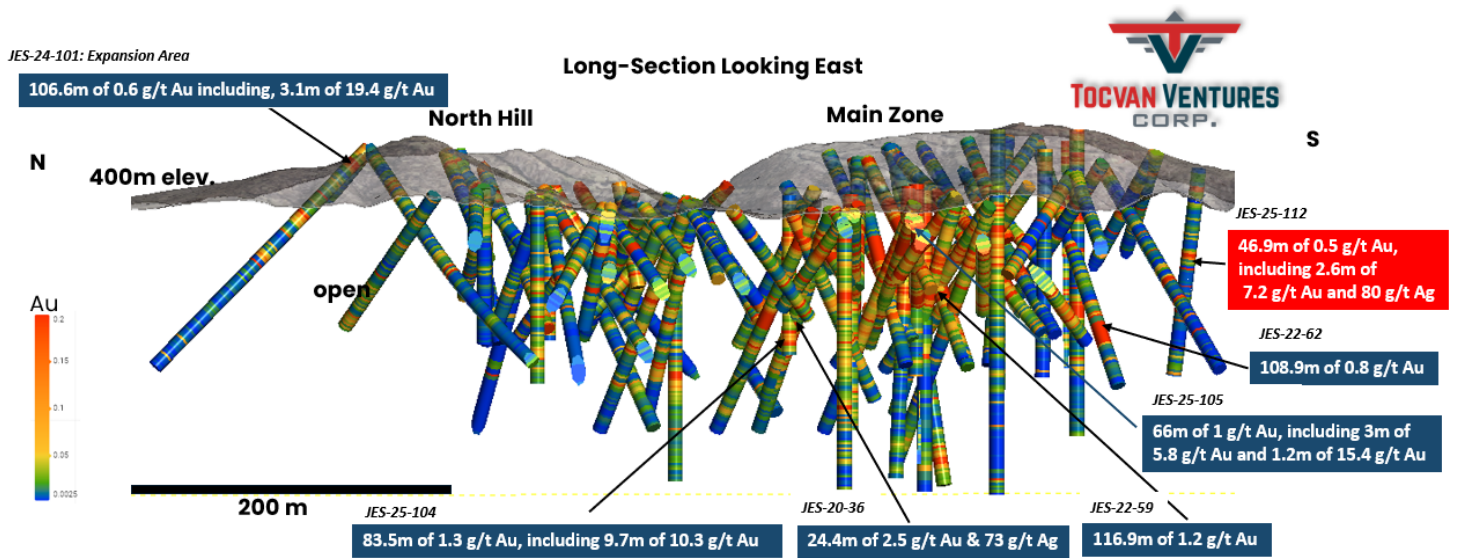 JES-24-101: Expansion Area
106.6m of 0.6 g/t Au including, 3.1m of 19.4 g/t Au
Long-Section Looking East
TOCVAN VENTURES
CORP.
North Hill
Main Zone
N
S
400m elev.
open
Au
0.2
0.15
0.1
0.05
0.0025
JES-25-112
46.9m of 0.5 g/t Au,
including 2.6m of
7.2 g/t Au and 80 g/t Ag
JES-22-62
108.9m of 0.8 g/t Au
JES-25-105
66m of 1 g/t Au, including 3m of
5.8 g/t Au and 1.2m of 15.4 g/t Au
200 m
JES-25-104
83.5m of 1.3 g/t Au, including 9.7m of 10.3 g/t Au
JES-20-36
24.4m of 2.5 g/t Au & 73 g/t Ag
JES-22-59
116.9m of 1.2 g/t Au